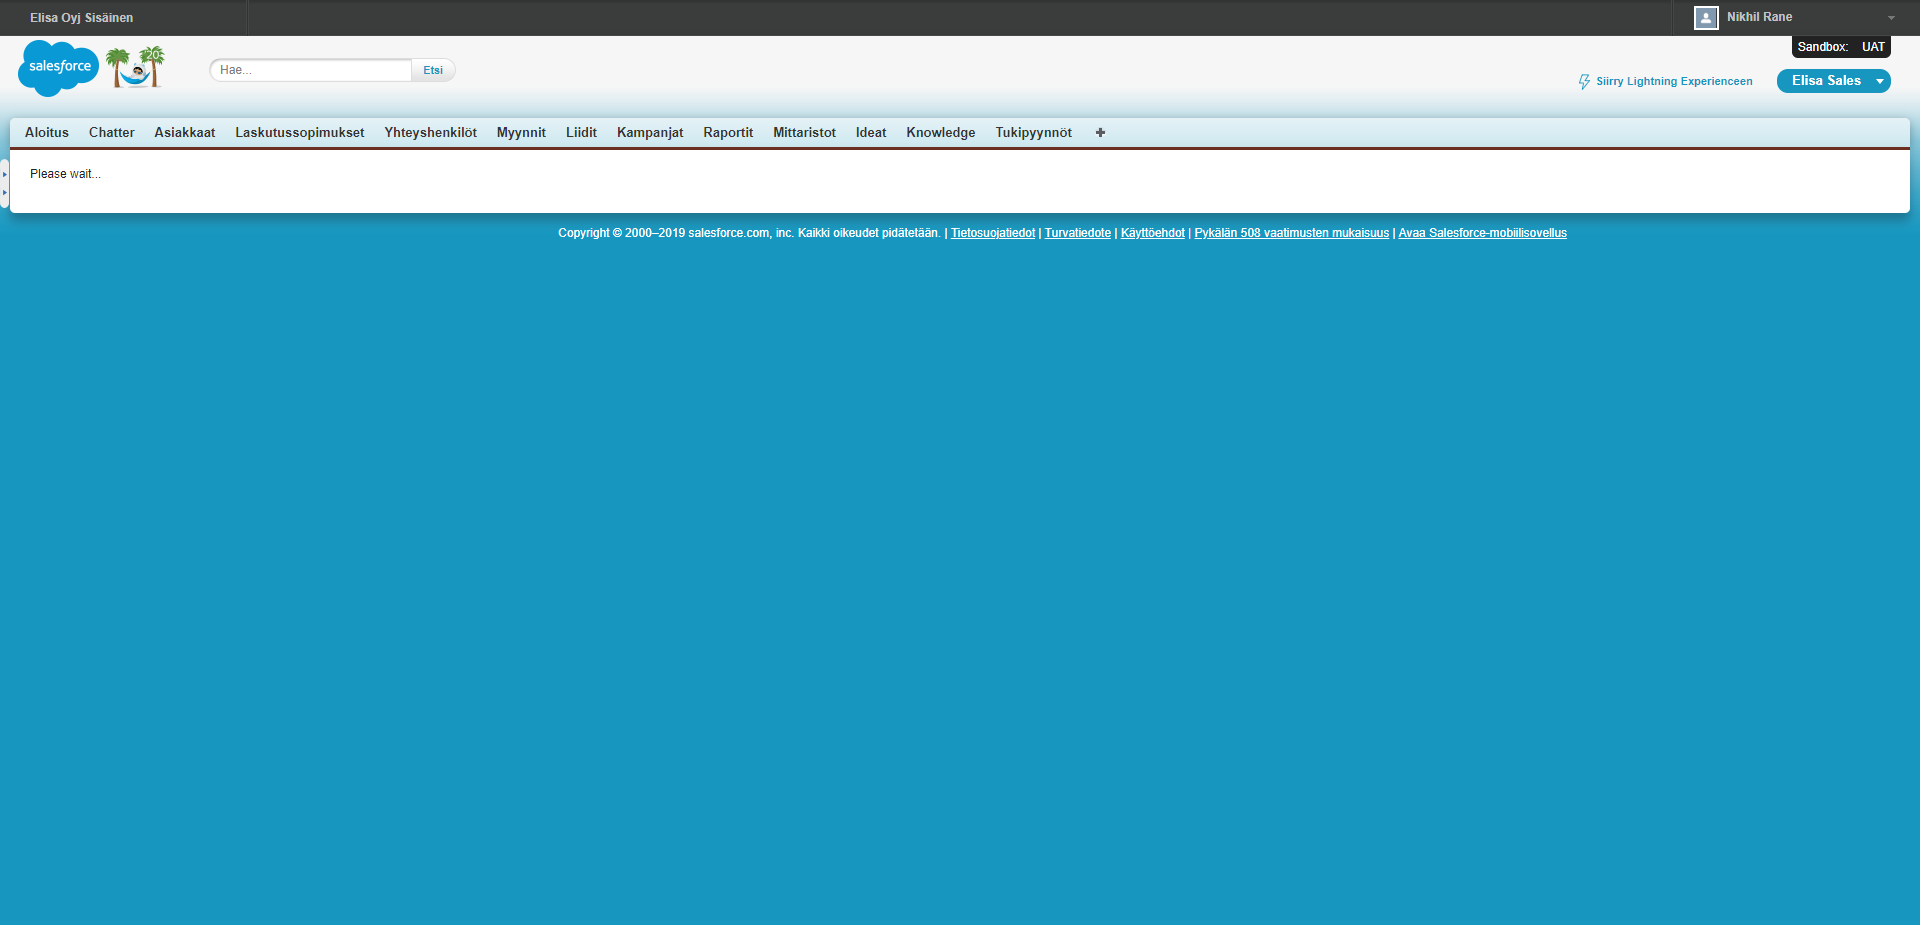 Elisa Oyj Sisäinen
Nikhil Rane
Sandbox: UAT
salesforce
20
Hae...
Etsi
Siirry Lightning Experienceen
Elisa Sales
Aloitus Chatter Asiakkaat Laskutussopimukset Yhteyshenkilöt Myynnit Liidit Kampanjat Raportit Mittaristot Ideat Knowledge Tukipyynnöt +
Please wait...
Copyright © 2000–2019 salesforce.com, inc. Kaikki oikeudet pidätetään. | Tietosuojatiedot | Turvatiedote | Käyttöehdot | Pykälän 508 vaatimusten mukaisuus | Avaa Salesforce-mobiilisovellus